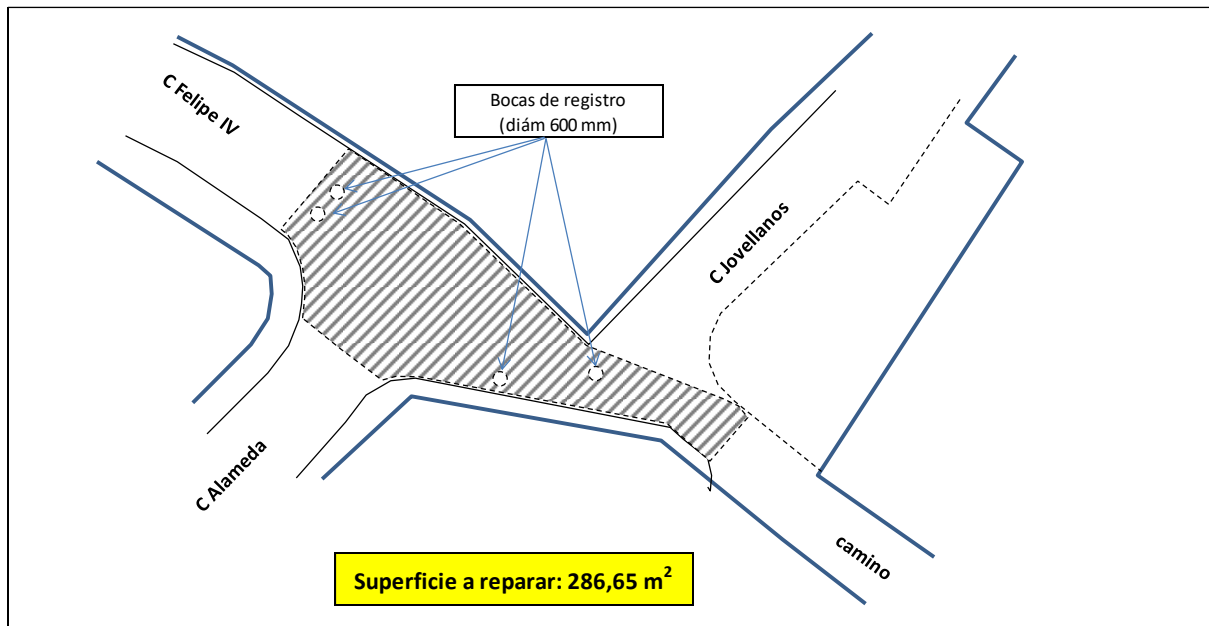 C Felipe IV
Bocas de registro
(diám 600 mm)
C Jovellanos
C Alameda
camino
Superficie a reparar: 286,65 m²